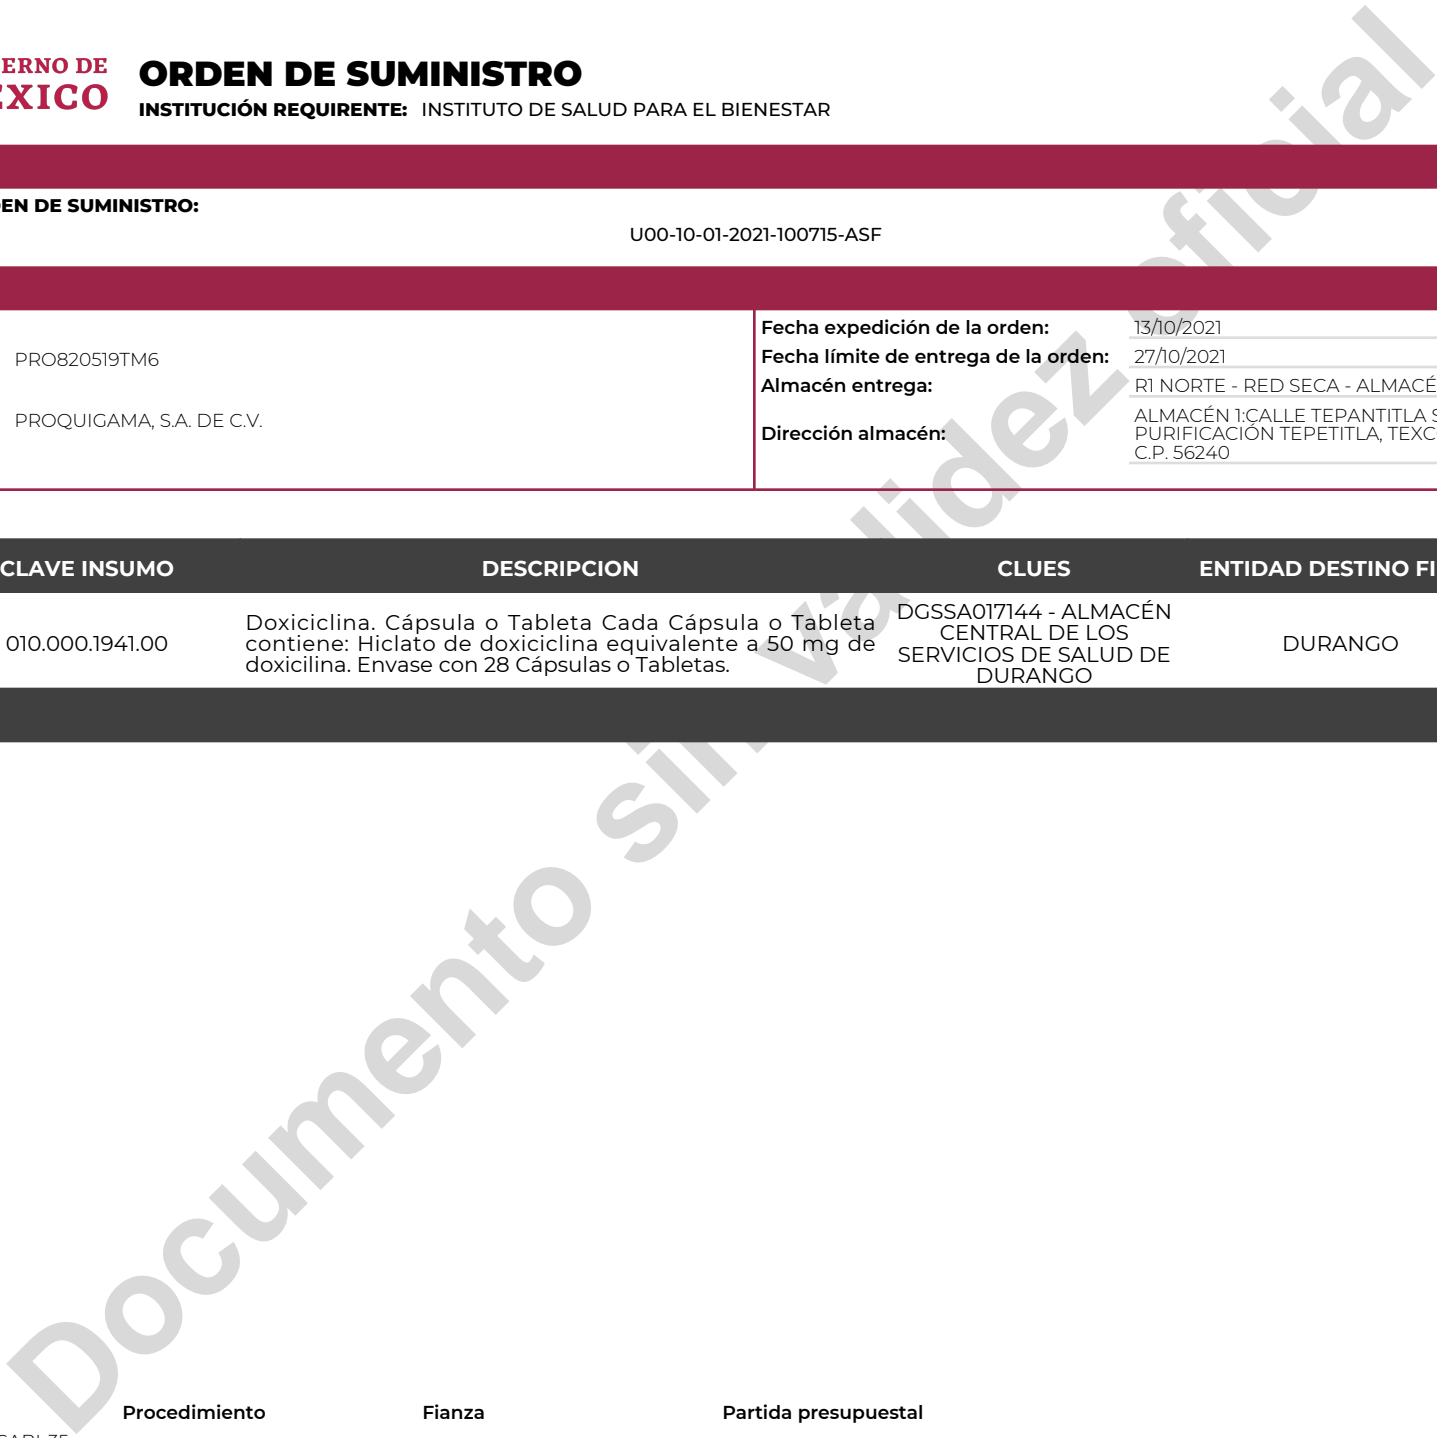 ERNO DE
EXICO
ORDEN DE SUMINISTRO
INSTITUCIÓN REQUIRENTE: INSTITUTO DE SALUD PARA EL BIENESTAR
EN DE SUMINISTRO:
U00-10-01-2021-100715-ASF
PRO820519TM6
PROQUIGAMA, S.A. DE C.V.
Fecha expedición de la orden: 13/10/2021
Fecha límite de entrega de la orden: 27/10/2021
Almacén entrega: R1 NORTE - RED SECA - ALMACÉ
Dirección almacén:
ALMACÉN 1:CALLE TEPANTITLA S
PURIFICACIÓN TEPETITLA, TEXC
C.P. 56240
CLAVE INSUMO DESCRIPCION CLUES ENTIDAD DESTINO FI
010.000.1941.00
Doxiciclina. Cápsula o Tableta Cada Cápsula o Tableta
contiene: Hiclato de doxiciclina equivalente a 50 mg de
doxicilina. Envase con 28 Cápsulas o Tabletas.
DGSSA017144 - ALMACÉN
CENTRAL DE LOS
SERVICIOS DE SALUD DE
DURANGO
DURANGO
Documento sin validez oficial
Procedimiento Fianza Partida presupuestal